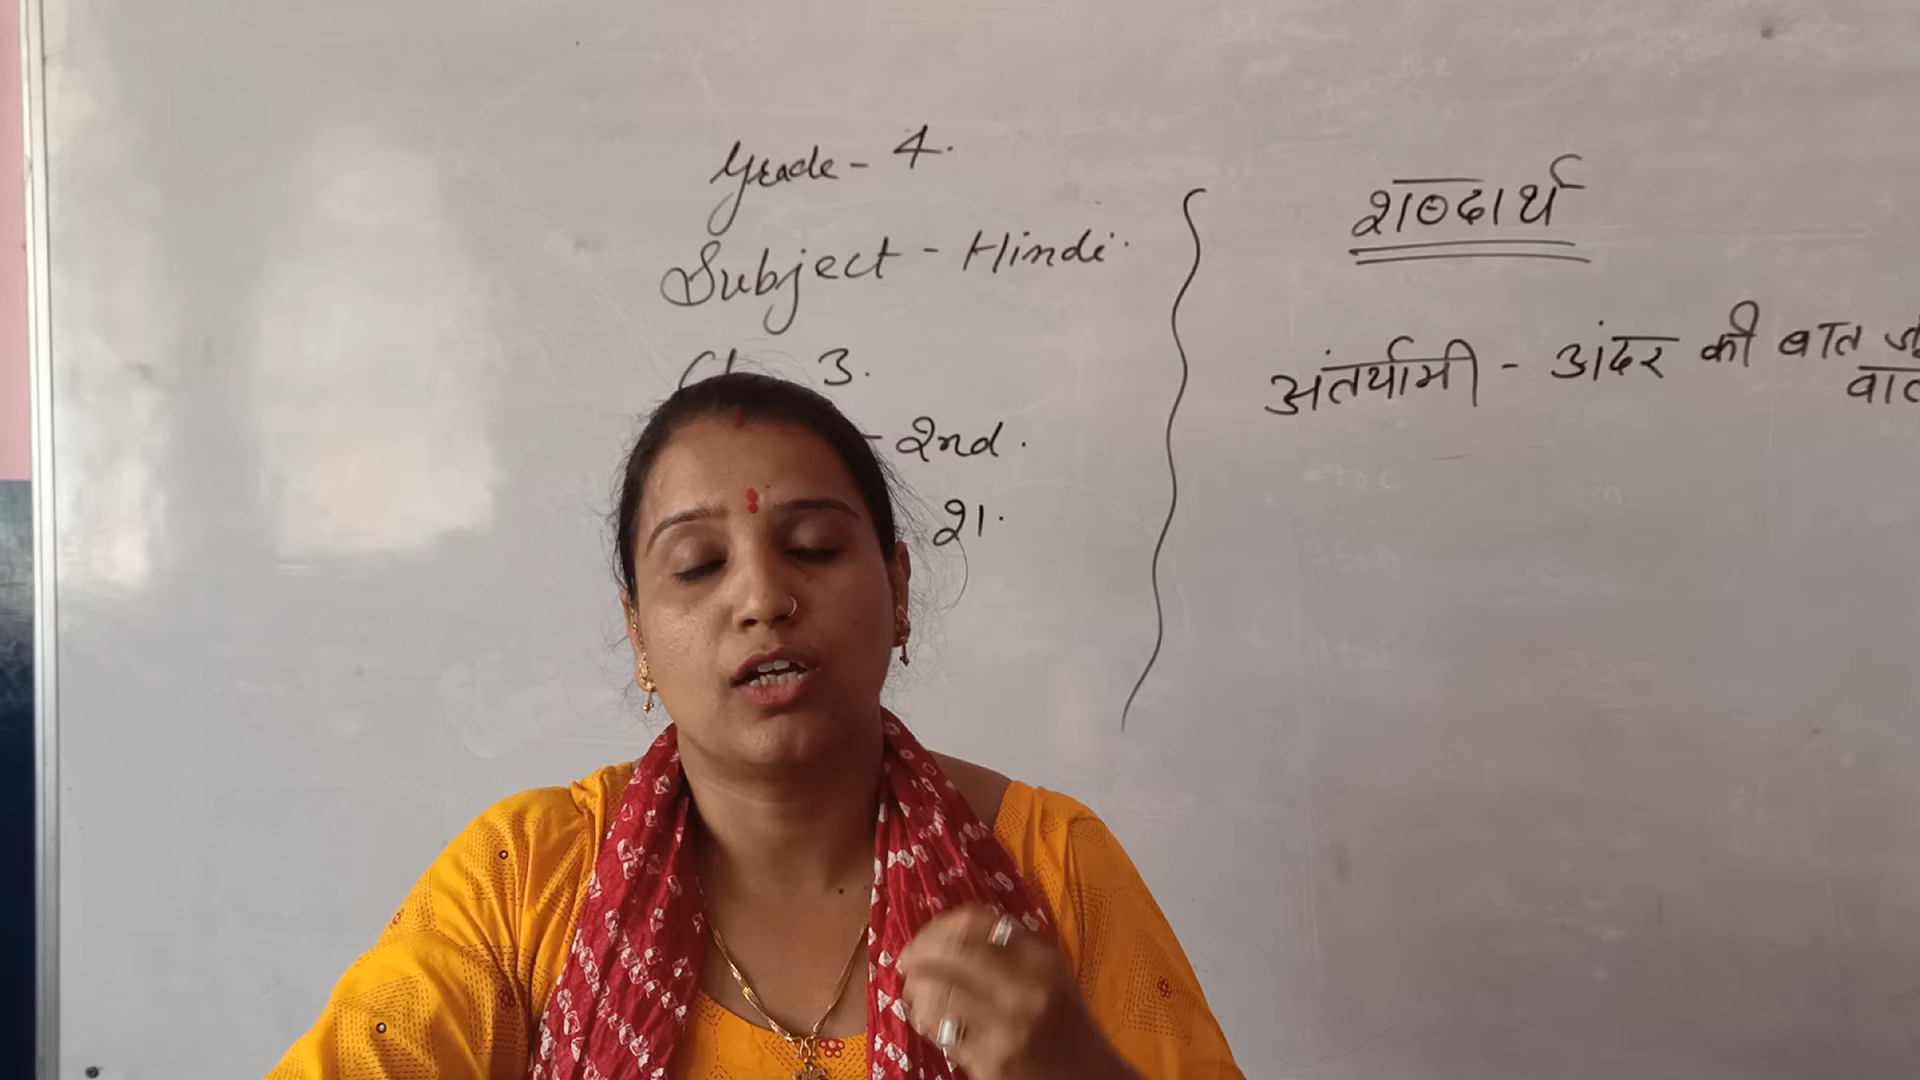 Grade - 4.
Subject - Hindi.
3.
- 2nd.
21.
शब्दार्थ
अंतर्यामी - अंदर की बात